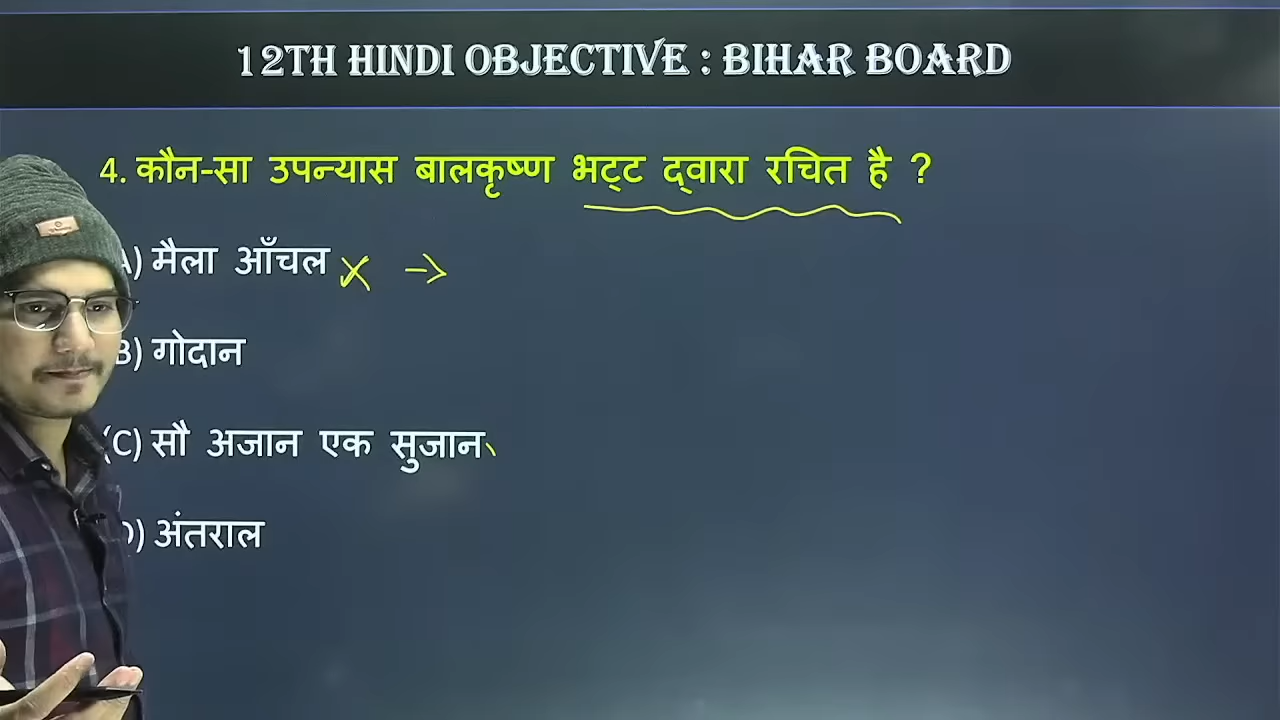 12TH HINDI OBJECTIVE : BIHAR BOARD
4. कौन-सा उपन्यास बालकृष्ण भट्ट द्वारा रचित है ?
A) मैला आँचल ✗ →
B) गोदान
(C) सौ अजान एक सुजान
D) अंतराल